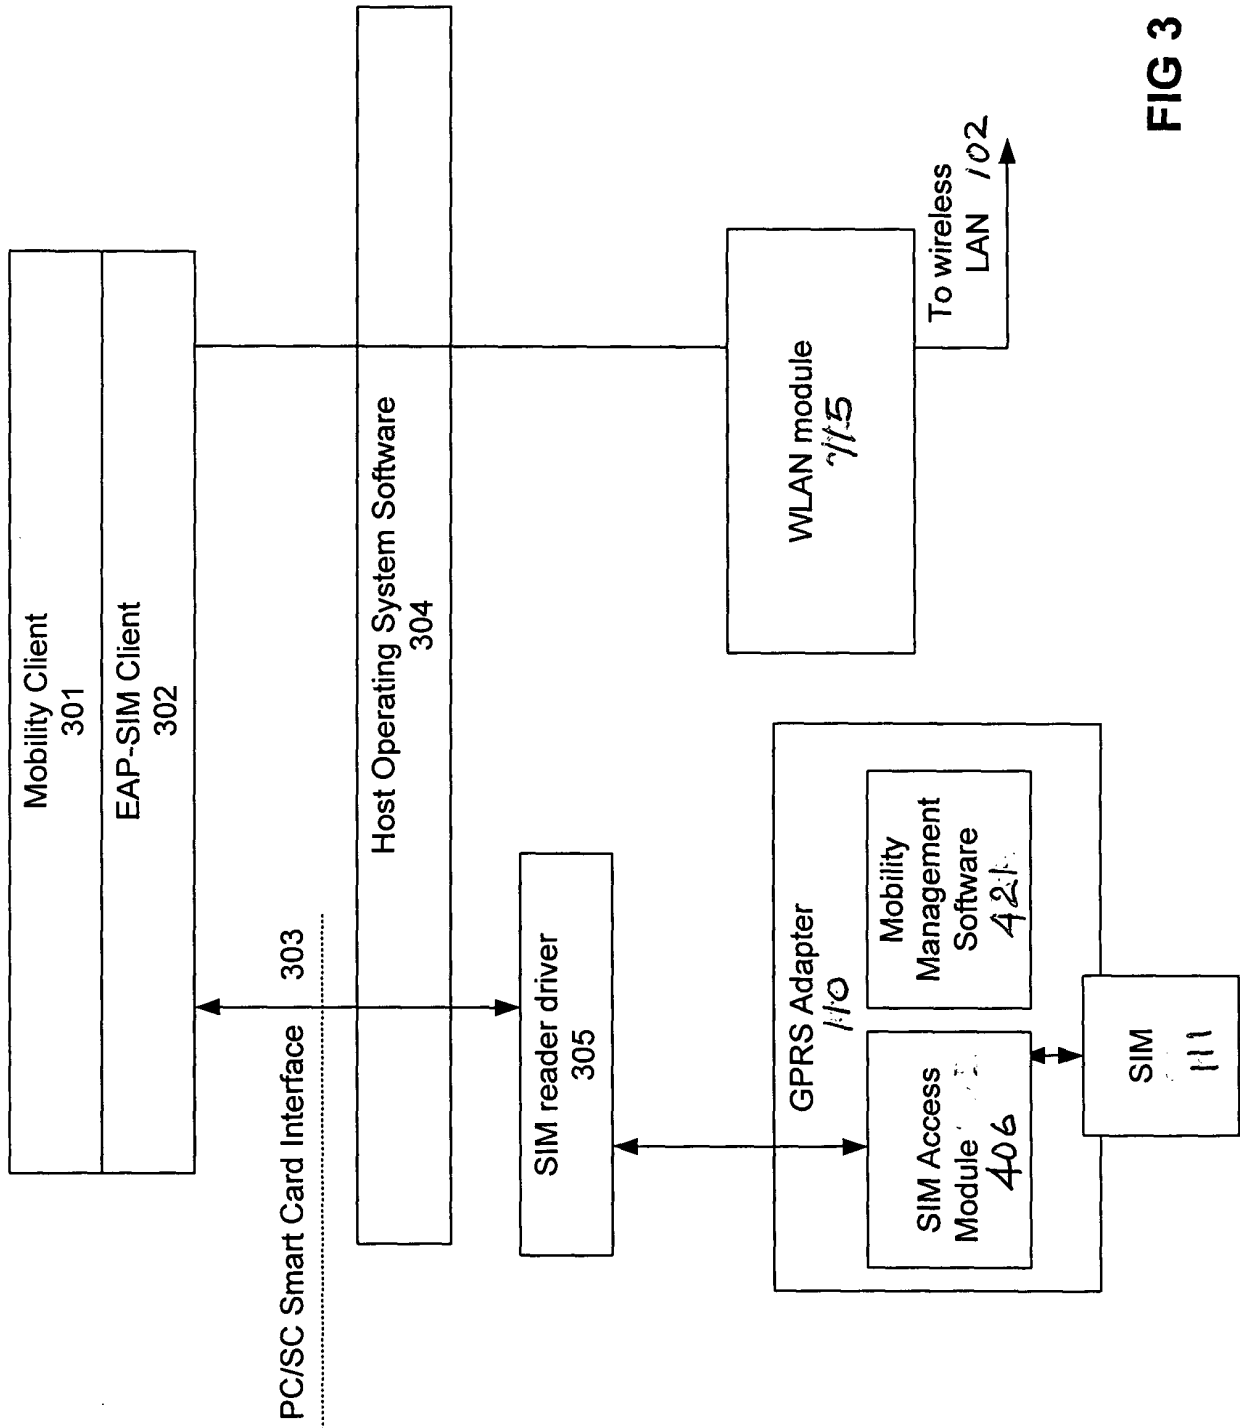 Mobility Client
301
EAP-SIM Client
302
PC/SC Smart Card Interface 303
Host Operating System Software
304
SIM reader driver
305
GPRS Adapter
110
SIM Access
Module
406
Mobility
Management
Software
421
SIM
111
WLAN module
To wireless
LAN 102
FIG 3